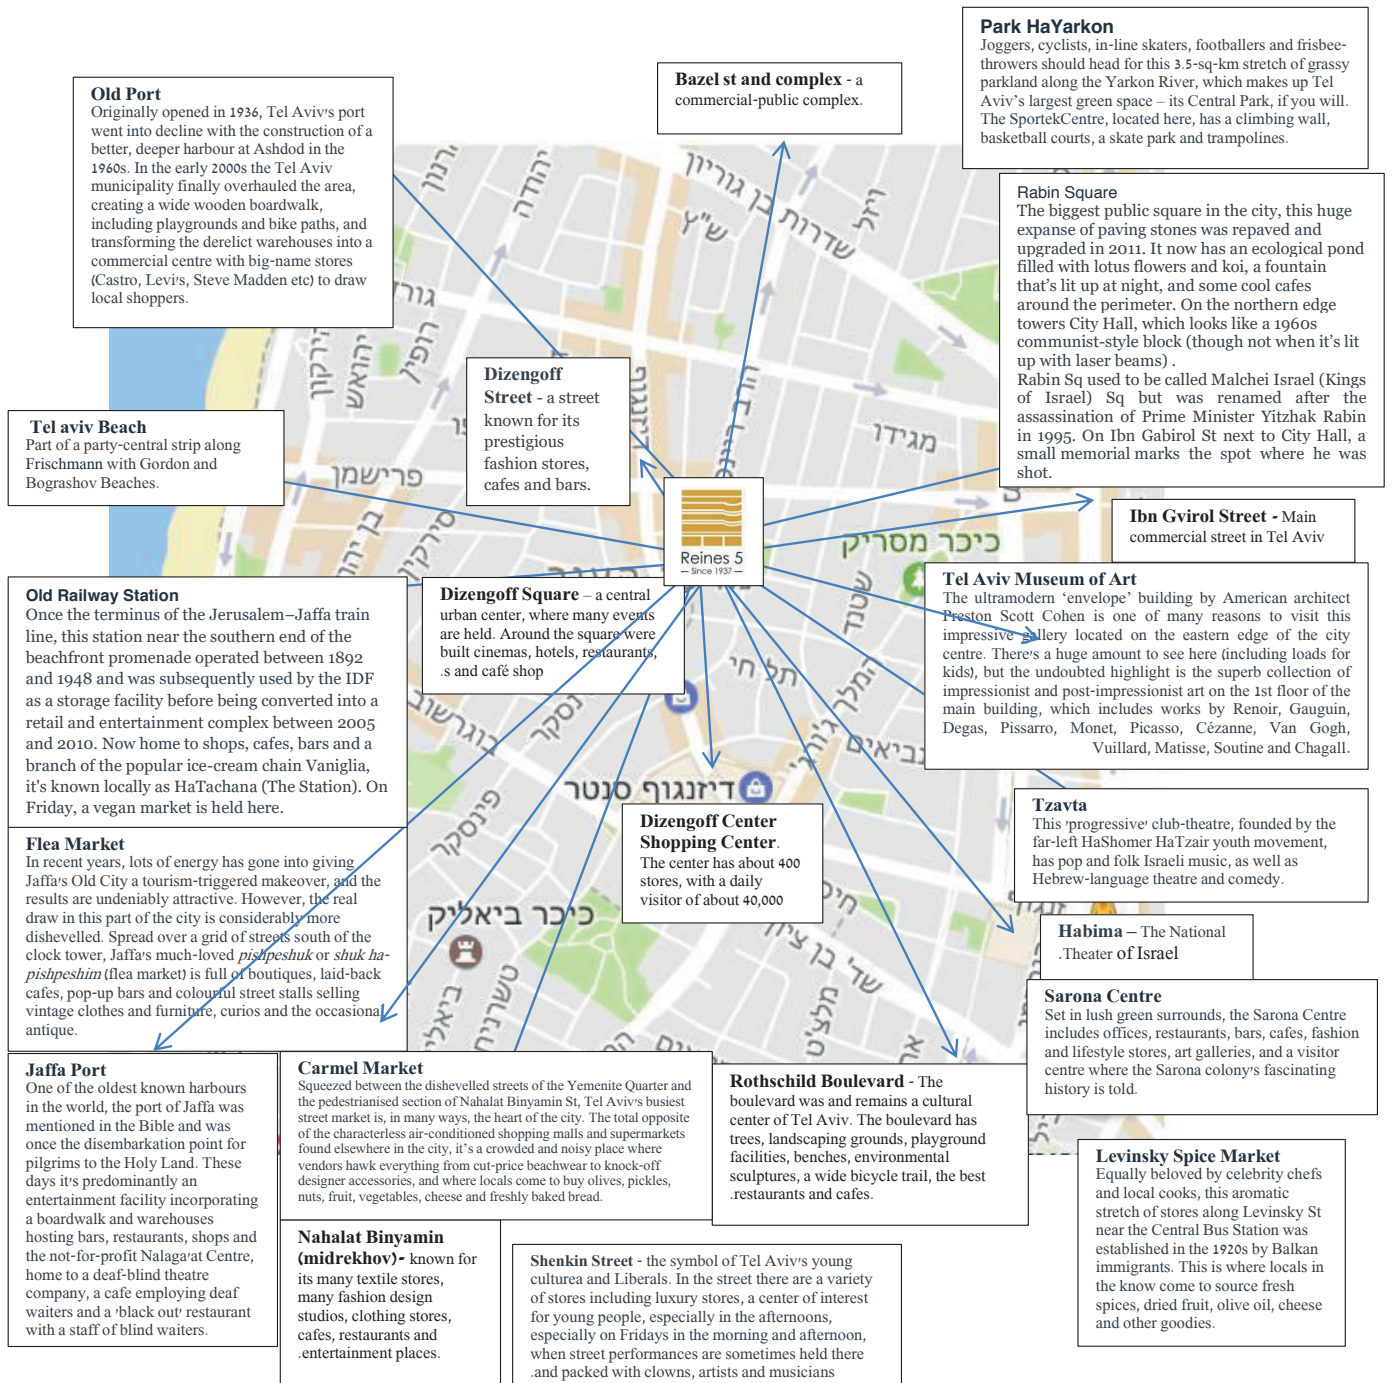 Park HaYarkon
Joggers, cyclists, in-line skaters, footballers and frisbee-
throwers should head for this 3.5-sq-km stretch of grassy
parkland along the Yarkon River, which makes up Tel
Aviv's largest green space – its Central Park, if you will.
The SportekCentre, located here, has a climbing wall,
basketball courts, a skate park and trampolines.
Bazel st and complex - a
commercial-public complex.
Old Port
Originally opened in 1936, Tel Aviv's port
went into decline with the construction of a
better, deeper harbour at Ashdod in the
1960s. In the early 2000s the Tel Aviv
municipality finally overhauled the area,
creating a wide wooden boardwalk,
including playgrounds and bike paths, and
transforming the derelict warehouses into a
commercial centre with big-name stores
(Castro, Levi's, Steve Madden etc) to draw
local shoppers.
Rabin Square
The biggest public square in the city, this huge
expanse of paving stones was repaved and
upgraded in 2011. It now has an ecological pond
filled with lotus flowers and koi, a fountain
that's lit up at night, and some cool cafes
around the perimeter. On the northern edge
towers City Hall, which looks like a 1960s
communist-style block (though not when it's lit
up with laser beams) .
Rabin Sq used to be called Malchei Israel (Kings
of Israel) Sq but was renamed after the
assassination of Prime Minister Yitzhak Rabin
in 1995. On Ibn Gabirol St next to City Hall, a
small memorial marks the spot where he was
shot.
יהודה
שדרות בן גוריון
ש"ץ
ויזל
הירקון
יהואש
רופין
דיזנגוף
מגידו
Dizengoff
Street - a street
known for its
prestigious
fashion stores,
cafes and bars.
Tel aviv Beach
Part of a party-central strip along
Frischmann with Gordon and
Bograshov Beaches.
פרישמן
סירקין
Reines 5
— Since 1937 —
Ibn Gvirol Street - Main
commercial street in Tel Aviv
כיכר מסריק
שטנד
Tel Aviv Museum of Art
The ultramodern 'envelope' building by American architect
Preston Scott Cohen is one of many reasons to visit this
impressive gallery located on the eastern edge of the city
centre. There's a huge amount to see here (including loads for
kids), but the undoubted highlight is the superb collection of
impressionist and post-impressionist art on the 1st floor of the
main building, which includes works by Renoir, Gauguin,
Degas, Pissarro, Monet, Picasso, Cézanne, Van Gogh,
Vuillard, Matisse, Soutine and Chagall.
Old Railway Station
Once the terminus of the Jerusalem–Jaffa train
line, this station near the southern end of the
beachfront promenade operated between 1892
and 1948 and was subsequently used by the IDF
as a storage facility before being converted into a
retail and entertainment complex between 2005
and 2010. Now home to shops, cafes, bars and a
branch of the popular ice-cream chain Vaniglia,
it's known locally as HaTachana (The Station). On
Friday, a vegan market is held here.
Dizengoff Square – a central
urban center, where many events
are held. Around the square were
built cinemas, hotels, restaurants,
.s and café shop
תל חי
המלך ג'ורג'
בוגרשוב
דיזנגוף סנטר
פינסקר
Dizengoff Center
Shopping Center.
The center has about 400
stores, with a daily
visitor of about 40,000
Tzavta
This 'progressive' club-theatre, founded by the
far-left HaShomer HaTzair youth movement,
has pop and folk Israeli music, as well as
Hebrew-language theatre and comedy.
Flea Market
In recent years, lots of energy has gone into giving
Jaffa's Old City a tourism-triggered makeover, and the
results are undeniably attractive. However, the real
draw in this part of the city is considerably more
dishevelled. Spread over a grid of streets south of the
clock tower, Jaffa's much-loved pishpeshuk or shuk ha-
pishpeshim (flea market) is full of boutiques, laid-back
cafes, pop-up bars and colourful street stalls selling
vintage clothes and furniture, curios and the occasional
antique.
כיכר ביאליק
ביאליק
טשרניח
שד' בן ציון
מלצ'ט
Habima – The National
.Theater of Israel
Sarona Centre
Set in lush green surrounds, the Sarona Centre
includes offices, restaurants, bars, cafes, fashion
and lifestyle stores, art galleries, and a visitor
centre where the Sarona colony's fascinating
history is told.
Jaffa Port
One of the oldest known harbours
in the world, the port of Jaffa was
mentioned in the Bible and was
once the disembarkation point for
pilgrims to the Holy Land. These
days it's predominantly an
entertainment facility incorporating
a boardwalk and warehouses
hosting bars, restaurants, shops and
the not-for-profit Nalaga'at Centre,
home to a deaf-blind theatre
company, a cafe employing deaf
waiters and a 'black out' restaurant
with a staff of blind waiters.
Carmel Market
Squeezed between the dishevelled streets of the Yemenite Quarter and
the pedestrianised section of Nahalat Binyamin St, Tel Aviv's busiest
street market is, in many ways, the heart of the city. The total opposite
of the characterless air-conditioned shopping malls and supermarkets
found elsewhere in the city, it's a crowded and noisy place where
vendors hawk everything from cut-price beachwear to knock-off
designer accessories, and where locals come to buy olives, pickles,
nuts, fruit, vegetables, cheese and freshly baked bread.
Rothschild Boulevard - The
boulevard was and remains a cultural
center of Tel Aviv. The boulevard has
trees, landscaping grounds, playground
facilities, benches, environmental
sculptures, a wide bicycle trail, the best
.restaurants and cafes.
Levinsky Spice Market
Equally beloved by celebrity chefs
and local cooks, this aromatic
stretch of stores along Levinsky St
near the Central Bus Station was
established in the 1920s by Balkan
immigrants. This is where locals in
the know come to source fresh
spices, dried fruit, olive oil, cheese
and other goodies.
Nahalat Binyamin
(midrekhov)- known for
its many textile stores,
many fashion design
studios, clothing stores,
cafes, restaurants and
.entertainment places.
Shenkin Street - the symbol of Tel Aviv's young
culturea and Liberals. In the street there are a variety
of stores including luxury stores, a center of interest
for young people, especially in the afternoons,
especially on Fridays in the morning and afternoon,
when street performances are sometimes held there
.and packed with clowns, artists and musicians